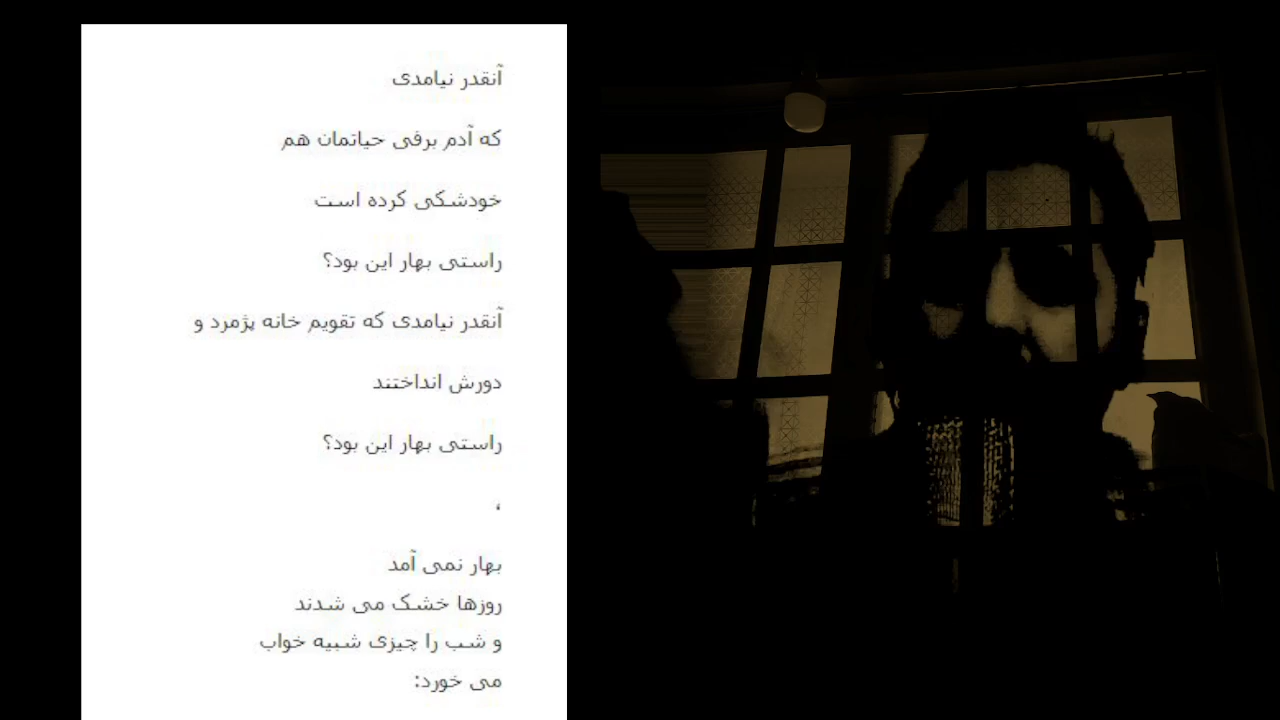 آنقدر نیامدی
که آدم برفی حیاتمان هم
خودشکی کرده است
راستی بهار این بود؟
آنقدر نیامدی که تقویم خانه پژمرد و
دورش انداختند
راستی بهار این بود؟
،
بهار نمی آمد
روزها خشک می شدند
و شب را چیزی شبیه خواب
می خورد: